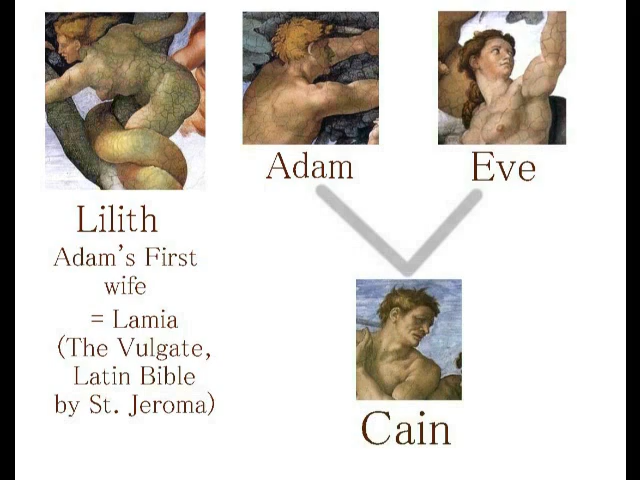 Adam
Eve
Lilith
Adam's First
wife
= Lamia
(The Vulgate,
Latin Bible
by St. Jeroma)
Cain